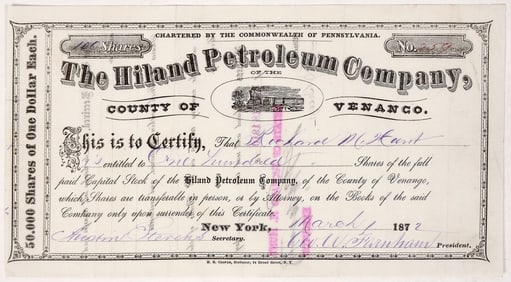 CHARTERED BY THE COMMONWEALTH OF PENNSYLVANIA.
100 Shares
No.
The Hiland Petroleum Company,
OF THE
COUNTY OF VENANGO.
50,000 Shares of One Dollar Each.
This is to Certify, That Richard M. Hunt
is entitled to One hundred Shares of the full
paid Capital Stock of the Hiland Petroleum Company, of the County of Venango,
which Shares are transferable in person, or by Attorney, on the Books of the said
Company only upon surrender of this Certificate.
New York, March 1872
Secretary. Geo. W. Farnham President.